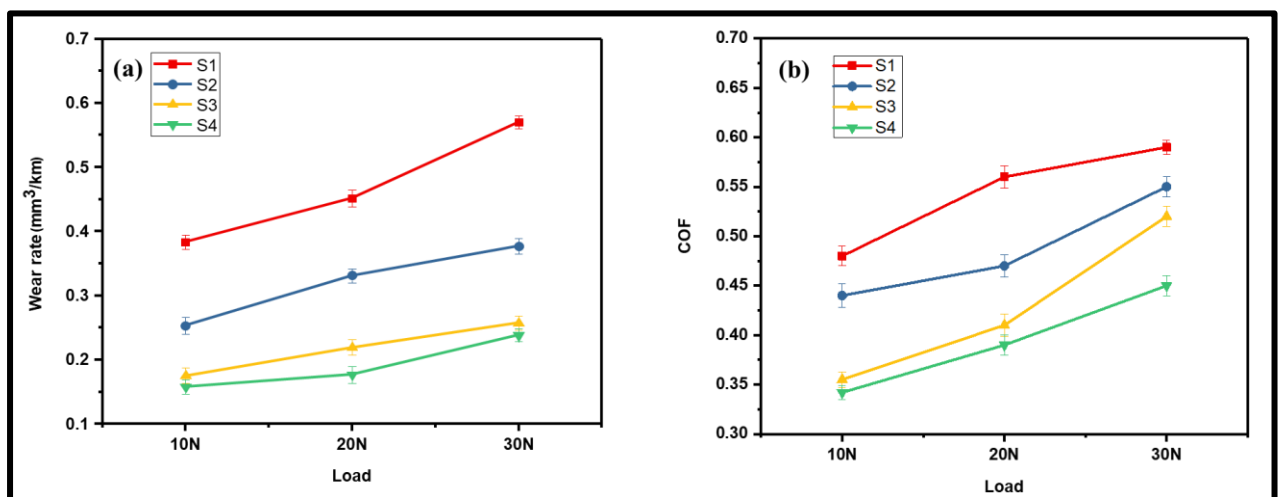 (a)
S1
S2
S3
S4
Wear rate (mm³/km)
0.7
0.6
0.5
0.4
0.3
0.2
0.1
10N 20N 30N
Load
(b)
S1
S2
S3
S4
COF
0.70
0.65
0.60
0.55
0.50
0.45
0.40
0.35
0.30
10N 20N 30N
Load